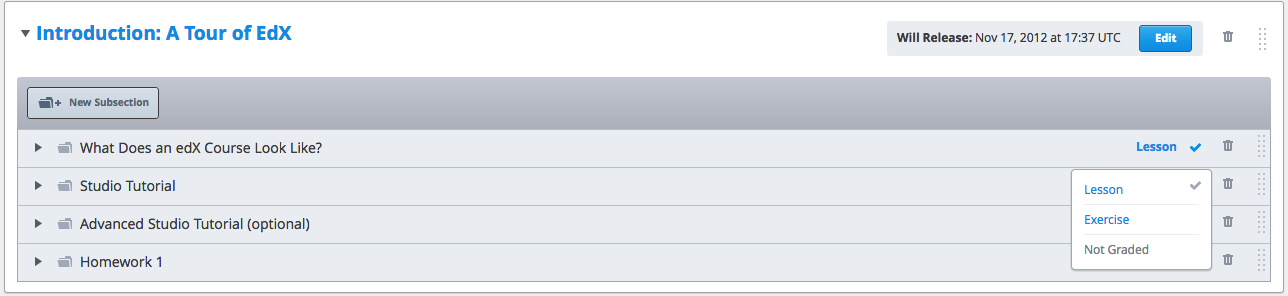 Introduction: A Tour of EdX
Will Release: Nov 17, 2012 at 17:37 UTC
Edit
New Subsection
What Does an edX Course Look Like?
Lesson
Studio Tutorial
Lesson
Advanced Studio Tutorial (optional)
Exercise
Not Graded
Homework 1